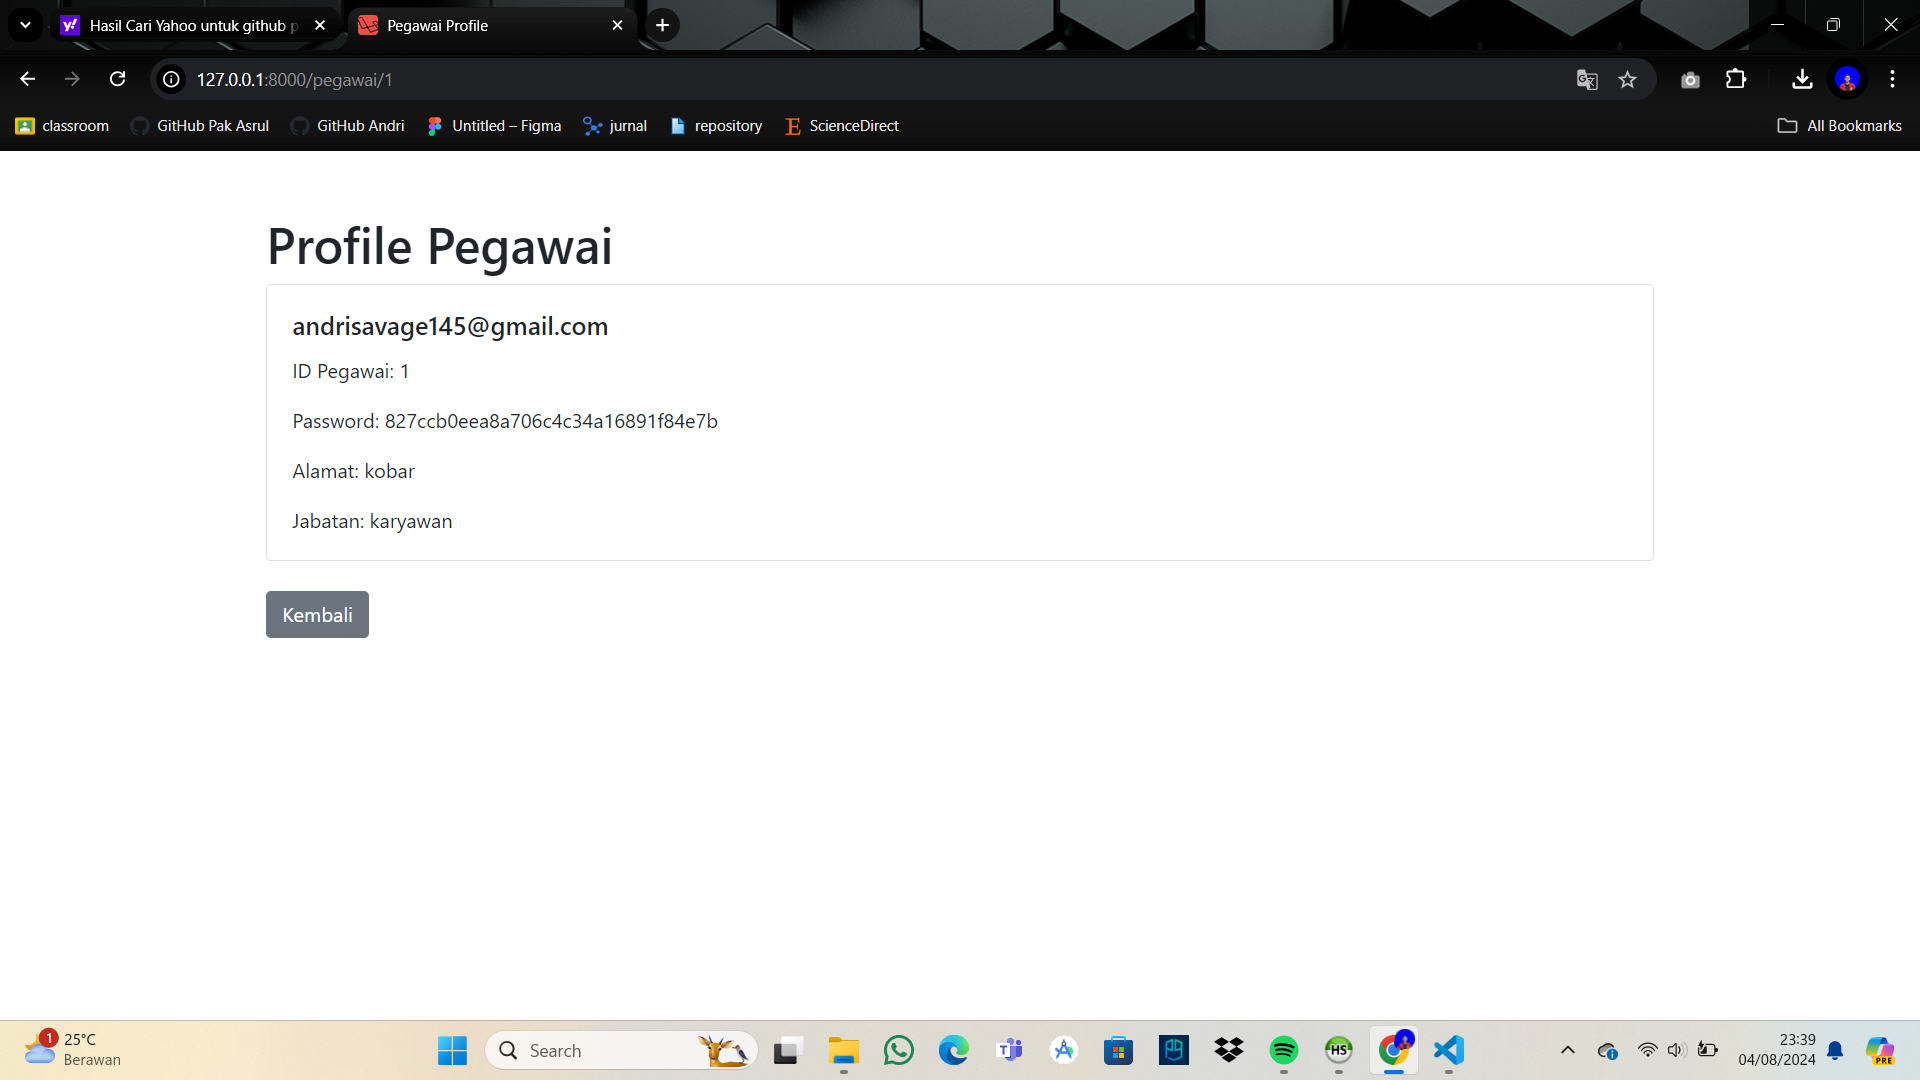 Hasil Cari Yahoo untuk github p
Pegawai Profile
127.0.0.1:8000/pegawai/1
classroom
GitHub Pak Asrul
GitHub Andri
Untitled – Figma
jurnal
repository
ScienceDirect
All Bookmarks
Profile Pegawai
andrisavage145@gmail.com
ID Pegawai: 1
Password: 827ccb0eea8a706c4c34a16891f84e7b
Alamat: kobar
Jabatan: karyawan
Kembali
1
25°C
Berawan
Search
HS
23:39
04/08/2024
PRE